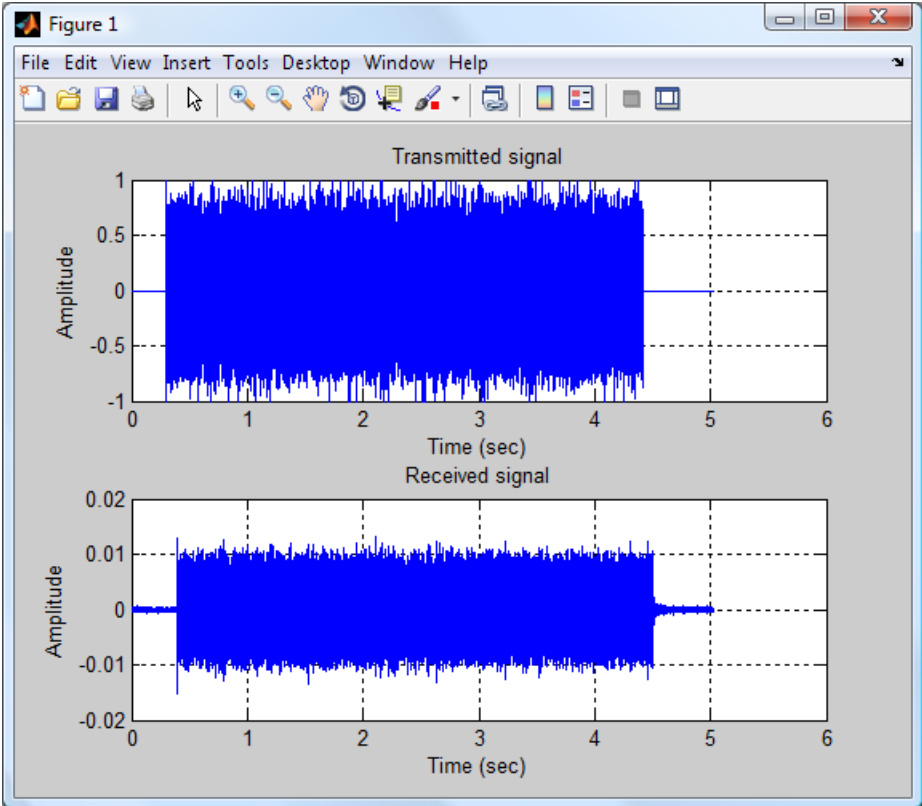 Figure 1
File Edit View Insert Tools Desktop Window Help
Transmitted signal
1
0.5
0
-0.5
-1
Amplitude
0 1 2 3 4 5 6
Time (sec)
Received signal
0.02
0.01
0
-0.01
-0.02
Amplitude
0 1 2 3 4 5 6
Time (sec)